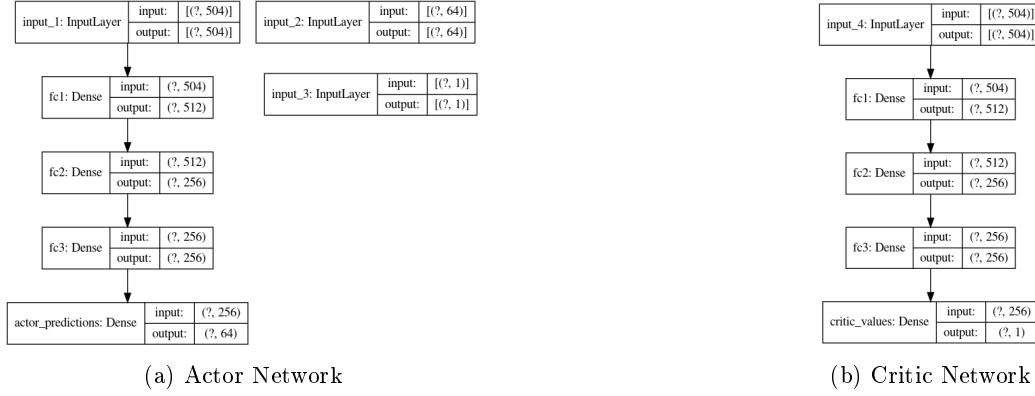 input_1: InputLayer input: [(?, 504)] output: [(?, 504)]
input_2: InputLayer input: [(?, 64)] output: [(?, 64)]
input_3: InputLayer input: [(?, 1)] output: [(?, 1)]
fc1: Dense input: (?, 504) output: (?, 512)
fc2: Dense input: (?, 512) output: (?, 256)
fc3: Dense input: (?, 256) output: (?, 256)
actor_predictions: Dense input: (?, 256) output: (?, 64)
(a) Actor Network
input_4: InputLayer input: [(?, 504)] output: [(?, 504)]
fc1: Dense input: (?, 504) output: (?, 512)
fc2: Dense input: (?, 512) output: (?, 256)
fc3: Dense input: (?, 256) output: (?, 256)
critic_values: Dense input: (?, 256) output: (?, 1)
(b) Critic Network